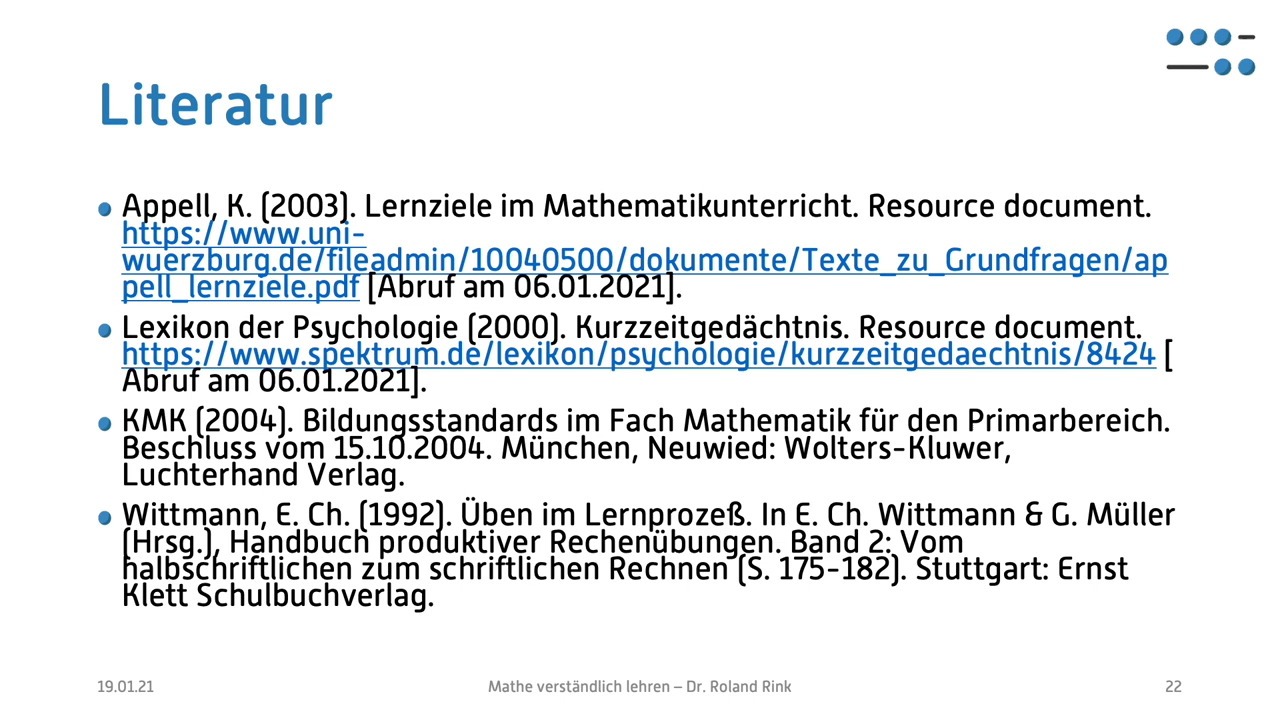 Literatur
Appell, K. (2003). Lernziele im Mathematikunterricht. Resource document.
https://www.uni-
wuerzburg.de/fileadmin/10040500/dokumente/Texte_zu_Grundfragen/ap
pell_lernziele.pdf [Abruf am 06.01.2021].
Lexikon der Psychologie (2000). Kurzzeitgedächtnis. Resource document.
https://www.spektrum.de/lexikon/psychologie/kurzzeitgedaechtnis/8424 [
Abruf am 06.01.2021].
KMK (2004). Bildungsstandards im Fach Mathematik für den Primarbereich.
Beschluss vom 15.10.2004. München, Neuwied: Wolters-Kluwer,
Luchterhand Verlag.
Wittmann, E. Ch. (1992). Üben im Lernprozeß. In E. Ch. Wittmann & G. Müller
(Hrsg.), Handbuch produktiver Rechenübungen. Band 2: Vom
halbschriftlichen zum schriftlichen Rechnen (S. 175-182). Stuttgart: Ernst
Klett Schulbuchverlag.
19.01.21 Mathe verständlich lehren – Dr. Roland Rink 22